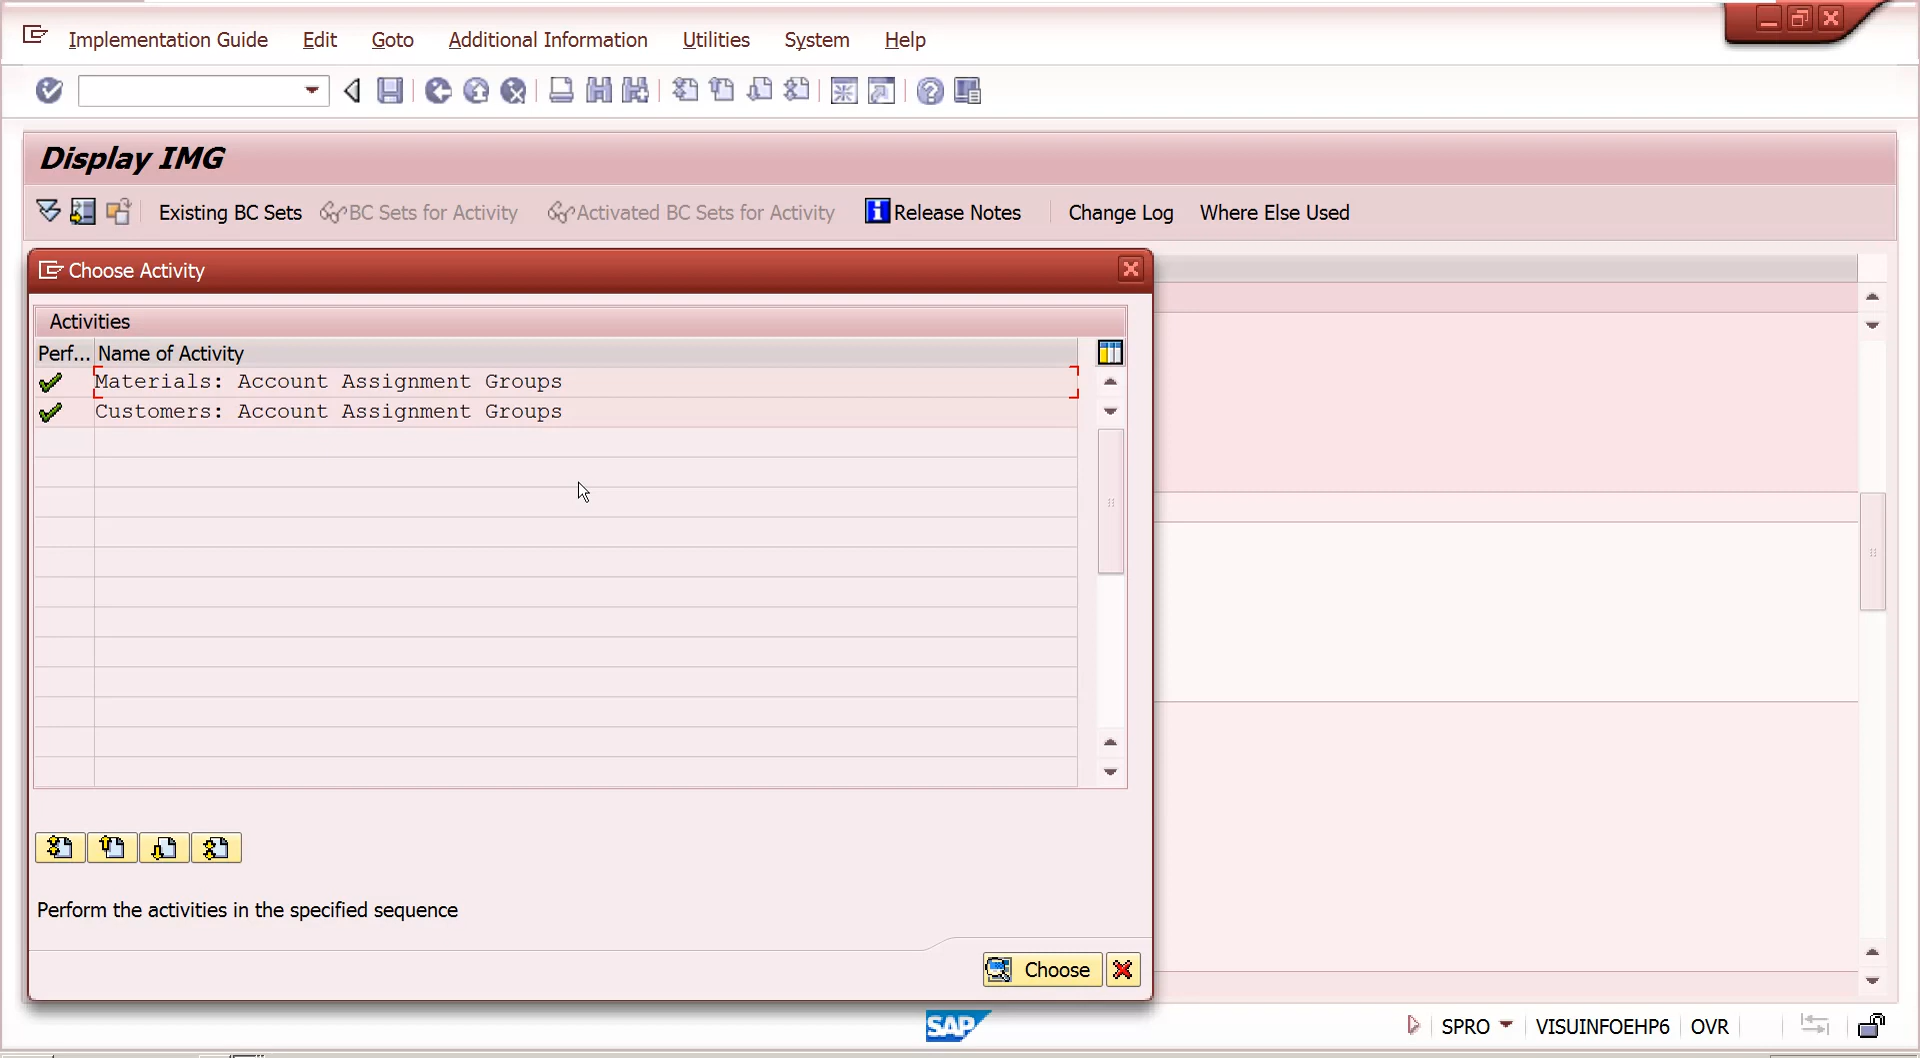 Implementation Guide Edit Goto Additional Information Utilities System Help
Display IMG
Existing BC Sets BC Sets for Activity Activated BC Sets for Activity Release Notes Change Log Where Else Used
Choose Activity
Activities
Perf... Name of Activity
Materials: Account Assignment Groups
Customers: Account Assignment Groups
Perform the activities in the specified sequence
Choose
SAP
SPRO VISUINFOEHP6 OVR